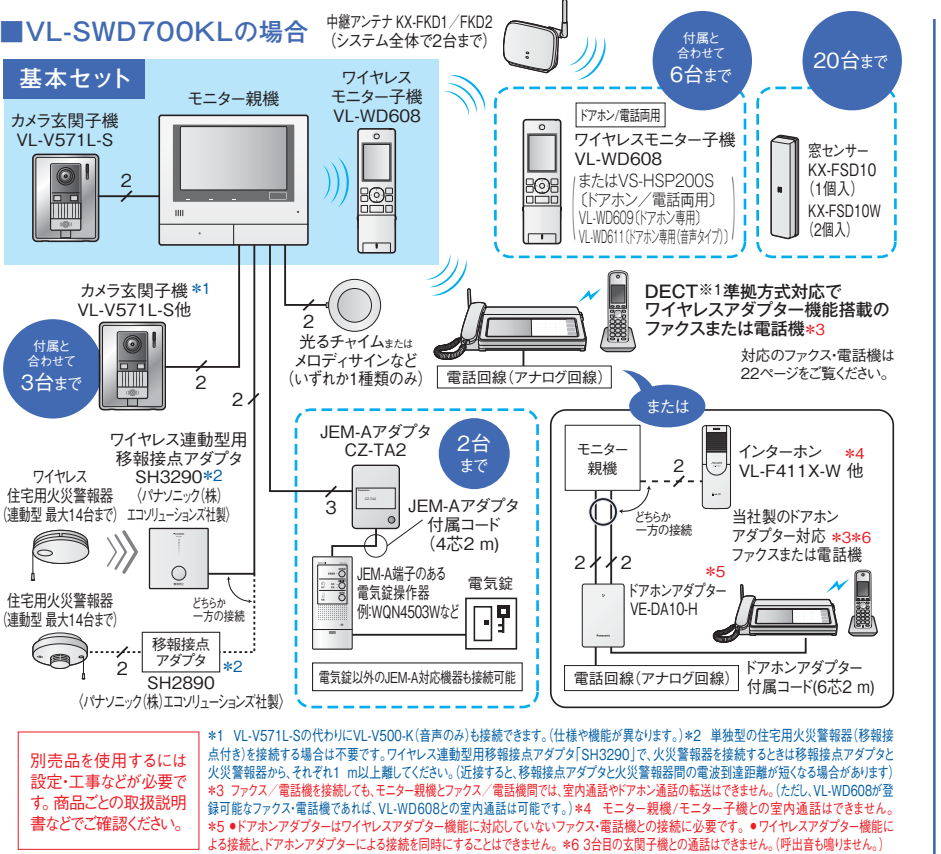 ■VL-SWD700KLの場合
中継アンテナ KX-FKD1/FKD2
(システム全体で2台まで)
基本セット
カメラ玄関子機
VL-V571L-S
2
モニター親機
ワイヤレス
モニター子機
VL-WD608
付属と
合わせて
6台まで
ドアホン/電話両用
ワイヤレスモニター子機
VL-WD608
(またはVS-HSP200S
〔ドアホン/電話両用〕
VL-WD609〔ドアホン専用〕
VL-WD611〔ドアホン専用(音声タイプ)〕)
20台まで
窓センサー
KX-FSD10
(1個入)
KX-FSD10W
(2個入)
カメラ玄関子機*1
VL-V571L-S他
付属と
合わせて
3台まで
2
2
2
光るチャイムまたは
メロディサインなど
(いずれか1種類のみ)
DECT※1準拠方式対応で
ワイヤレスアダプター機能搭載の
ファクスまたは電話機*3
対応のファクス・電話機は
22ページをご覧ください。
電話回線(アナログ回線)
または
ワイヤレス連動型用
移報接点アダプタ
SH3290*2
〈パナソニック(株)
エコソリューションズ社製〉
ワイヤレス
住宅用火災警報器
(連動型 最大14台まで)
どちらか
一方の接続
住宅用火災警報器
(連動型 最大14台まで)
2
移報接点
アダプタ
*2
SH2890
〈パナソニック(株)エコソリューションズ社製〉
JEM-Aアダプタ
CZ-TA2
2台
まで
3
JEM-Aアダプタ
付属コード
(4芯2 m)
JEM-A端子のある
電気錠操作器
例:WQN4503Wなど
電気錠
電気錠以外のJEM-A対応機器も接続可能
モニター
親機
2
インターホン *4
VL-F411X-W 他
どちらか
一方の接続
2
2
当社製のドアホン
アダプター対応 *3*6
ファクスまたは電話機
*5
ドアホンアダプター
VE-DA10-H
電話回線(アナログ回線)
ドアホンアダプター
付属コード(6芯2 m)
別売品を使用するには
設定・工事などが必要で
す。商品ごとの取扱説明
書などでご確認ください。
*1 VL-V571L-Sの代わりにVL-V500-K(音声のみ)も接続できます。(仕様や機能が異なります。)*2 単独型の住宅用火災警報器(移報接
点付き)を接続する場合は不要です。ワイヤレス連動型用移報接点アダプタ「SH3290」で、火災警報器を接続するときは移報接点アダプタと
火災警報器から、それぞれ1 m以上離してください。(近接すると、移報接点アダプタと火災警報器間の電波到達距離が短くなる場合があります)
*3 ファクス/電話機を接続しても、モニター親機とファクス/電話機間では、室内通話やドアホン通話の転送はできません。(ただし、VL-WD608が登
録可能なファクス・電話機であれば、VL-WD608との室内通話は可能です。)*4 モニター親機/モニター子機との室内通話はできません。
*5 ●ドアホンアダプターはワイヤレスアダプター機能に対応していないファクス・電話機との接続に必要です。 ●ワイヤレスアダプター機能に
よる接続と、ドアホンアダプターによる接続を同時にすることはできません。 *6 3台目の玄関子機との通話はできません。(呼出音も鳴りません。)